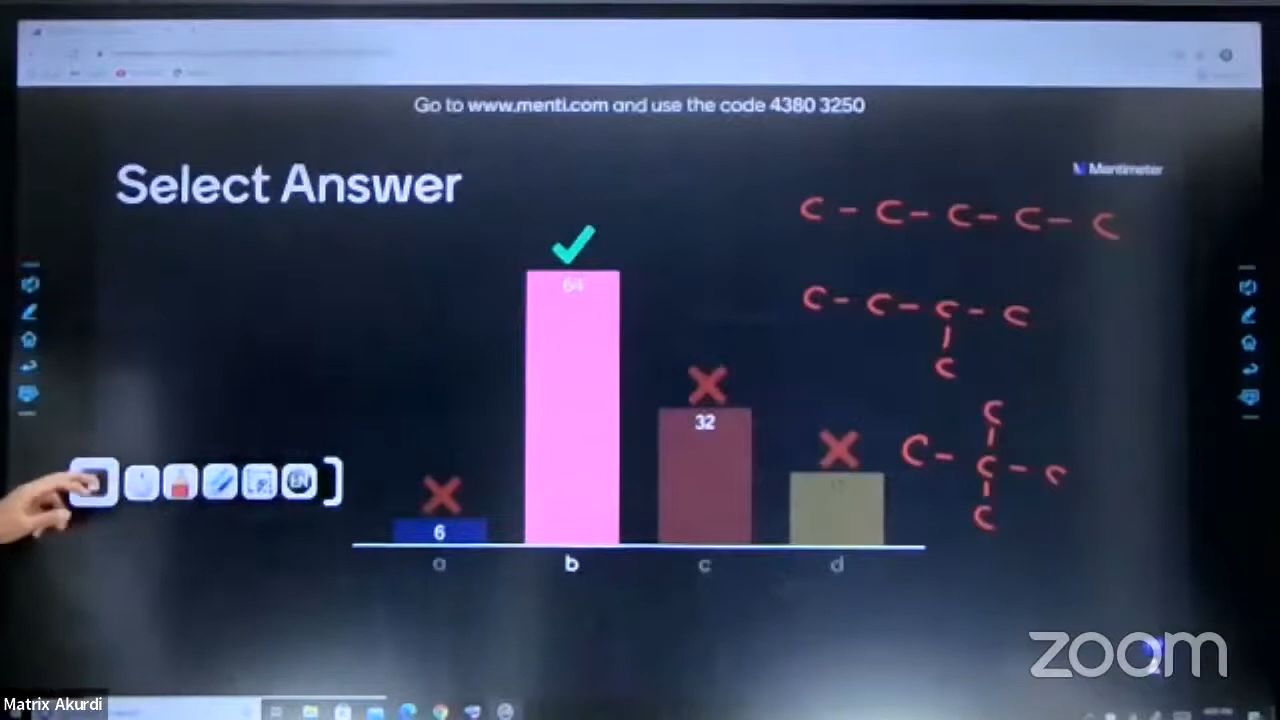 Go to www.menti.com and use the code 4380 3250
Select Answer
Mentimeter
C - C - C - C - C
64
C - C - C - C
C
32
C
C - C - C
C
6
EN
a b c d
zoom
Matrix Akurdi